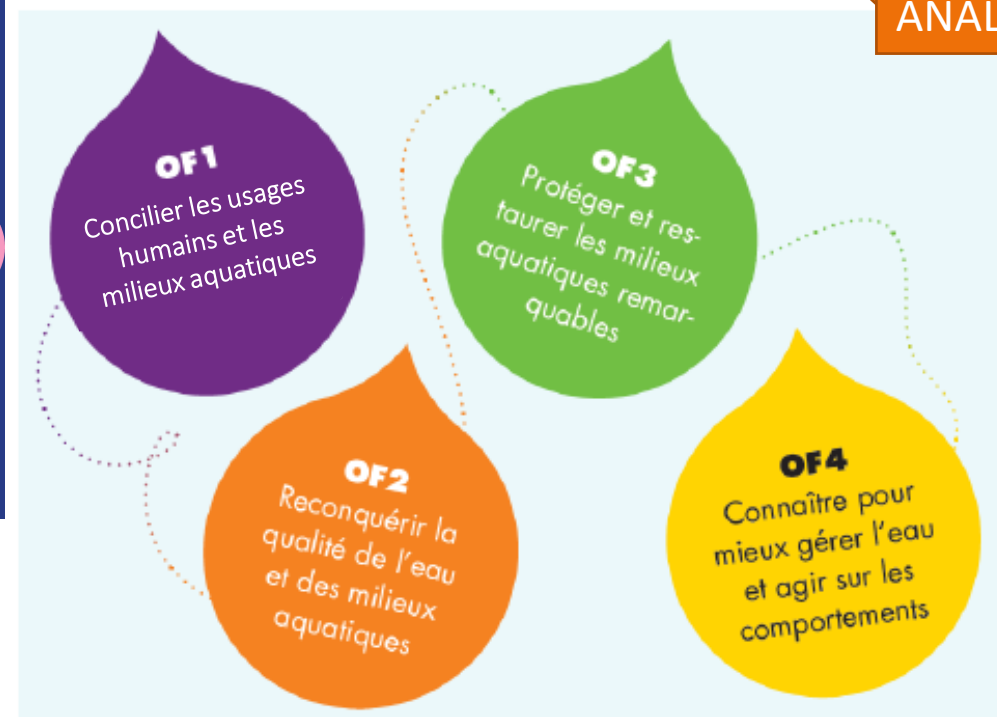 ANAL
OF1
Concilier les usages
humains et les
milieux aquatiques
OF2
Reconquérir la
qualité de l'eau
et des milieux
aquatiques
OF3
Protéger et res-
taurer les milieux
aquatiques remar-
quables
OF4
Connaître pour
mieux gérer l'eau
et agir sur les
comportements